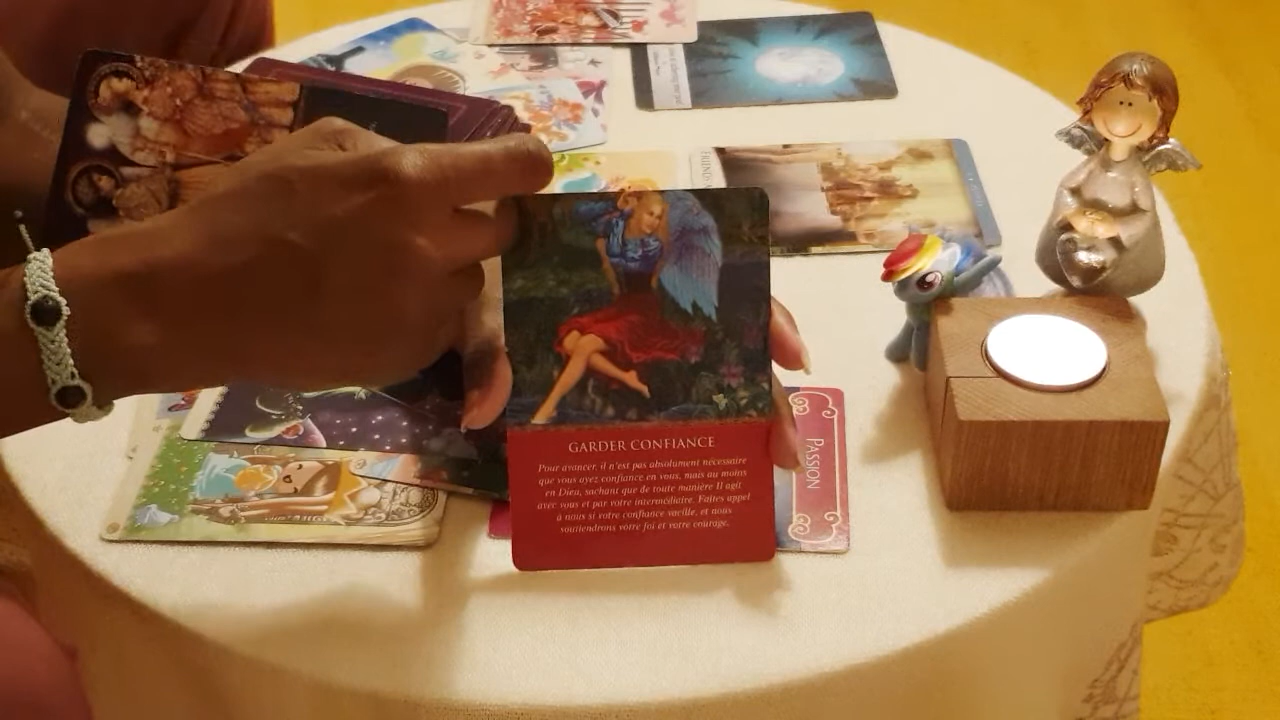 GARDER CONFIANCE
Pour avancer, il n'est pas absolument nécessaire
que vous ayez confiance en vous, mais au moins
en Dieu, sachant que de toute manière Il agit
avec vous et par votre intermédiaire. Faites appel
à nous si votre confiance vacille, et nous
soutiendrons votre foi et votre courage.
PASSION